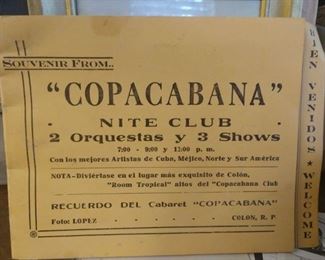 SOUVENIR FROM..
"COPACABANA"
· NITE CLUB ·
2 Orquestas y 3 Shows
7:00 - 9:00 y 12:00 p. m.
Con los mejores Artistas de Cuba, Méjico, Norte y Sur América
NOTA-Diviértase en el lugar más exquisito de Colón,
"Room Tropical" altos del "Copacabana Club
RECUERDO DEL Cabaret "COPACABANA"
Foto: LOPEZ · COLON, R. P.
BIEN VENIDOS ★ WELCOME